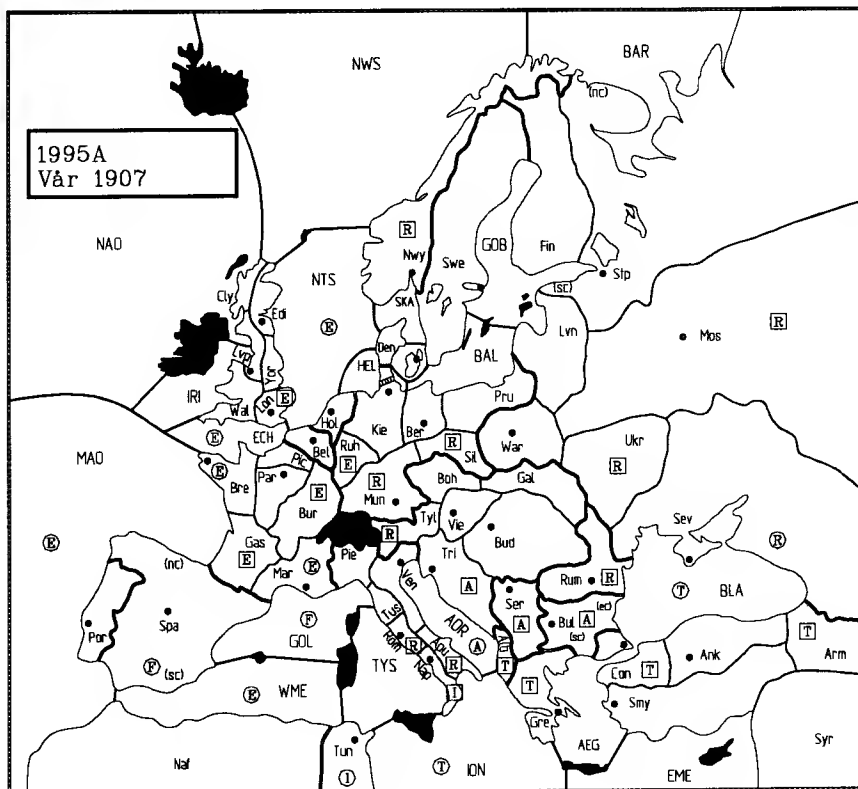 NWS
BAR
(nc)
1995A
Vår 1907
NAO
R
Nwy
Swe
GOB
Fin
Stp
(sc)
NTS
SKA
Cly
Edi
E
Lvn
Mos
R
Den
BAL
HEL
Lvp
Yor
IRI
Wal
Lon
E
Hol
Kie
Ber
Pru
War
Ukr
R
MAO
E
ECH
Bel
Ruh
E
R
Sil
Pic
Par
E
Bre
Bur
E
R
Mun
Boh
Gal
Tyl
Vie
Bud
Sev
R
Gas
E
Mar
E
Pie
R
Ven
Tri
A
Rum
R
T
BLA
E
(nc)
Spa
Por
F
GOL
Tus
ADR
A
Ser
A
Bul
A
(ec)
(sc)
F
(sc)
WME
E
TYS
Rom
R
Apu
R
Nap
I
Alb
T
T
Gre
Con
T
Ank
T
Arm
Smy
AEG
Syr
Naf
Tun
I
T
ION
EME